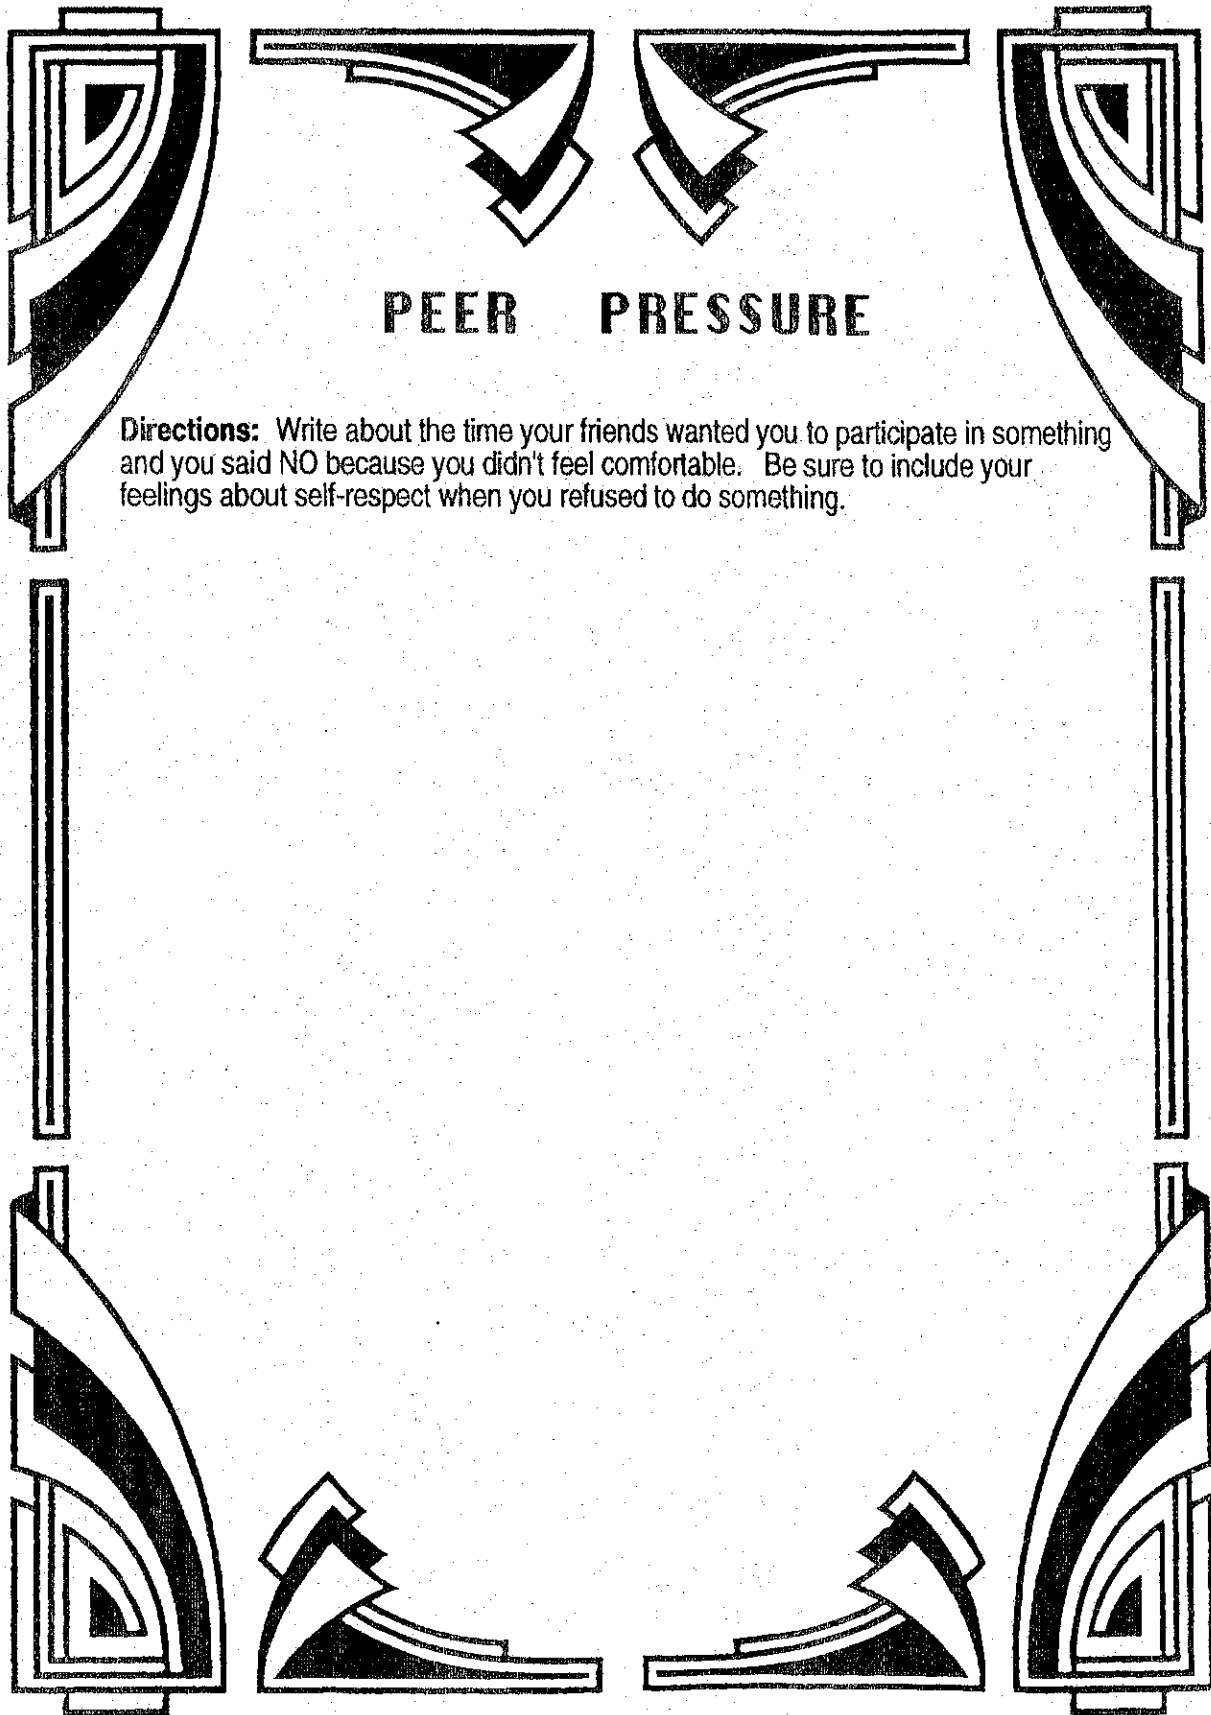 PEER PRESSURE
Directions: Write about the time your friends wanted you to participate in something
and you said NO because you didn't feel comfortable. Be sure to include your
feelings about self-respect when you refused to do something.